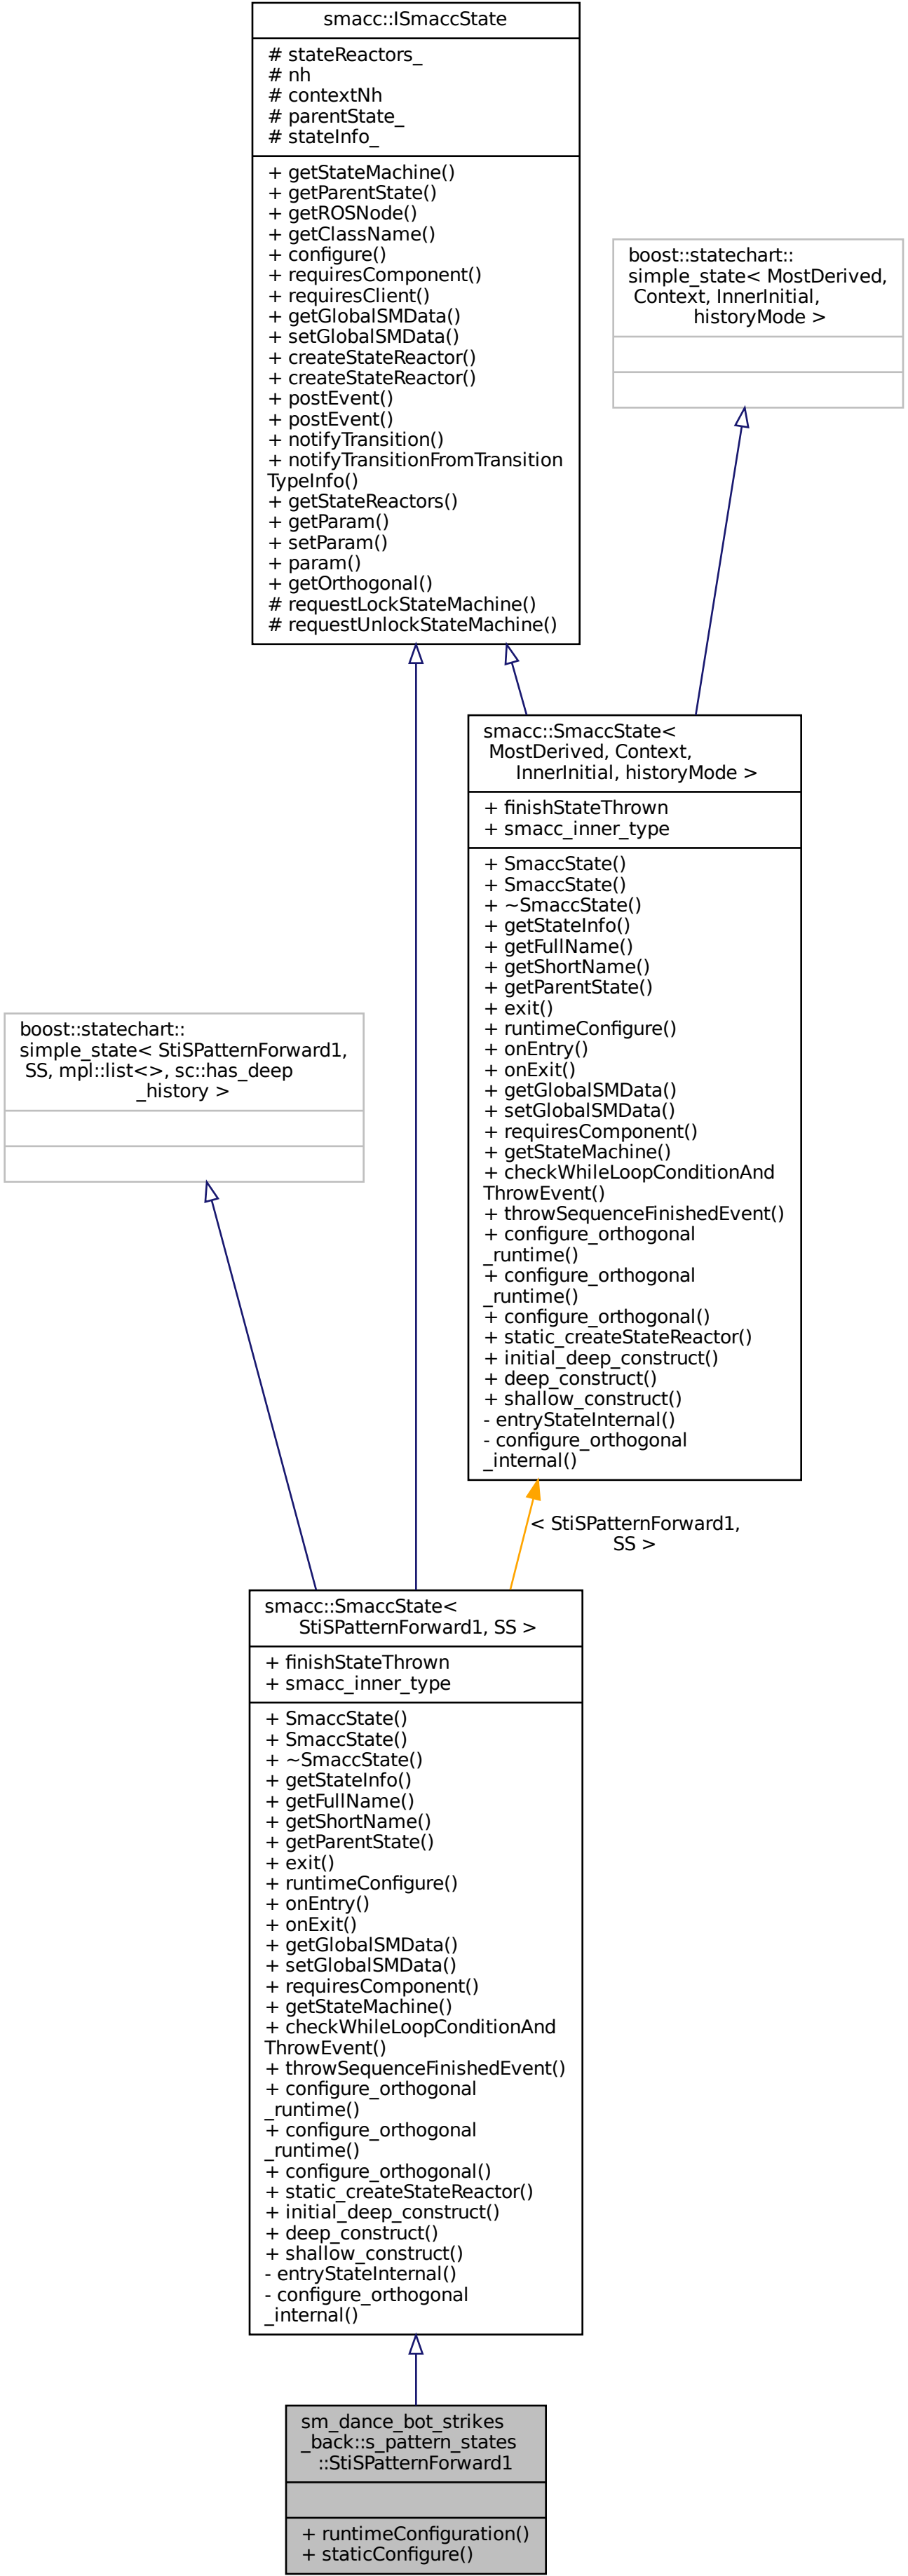 smacc::ISmaccState
# stateReactors_
# nh
# contextNh
# parentState_
# stateInfo_
+ getStateMachine()
+ getParentState()
+ getROSNode()
+ getClassName()
+ configure()
+ requiresComponent()
+ requiresClient()
+ getGlobalSMData()
+ setGlobalSMData()
+ createStateReactor()
+ createStateReactor()
+ postEvent()
+ postEvent()
+ notifyTransition()
+ notifyTransitionFromTransition
TypeInfo()
+ getStateReactors()
+ getParam()
+ setParam()
+ param()
+ getOrthogonal()
# requestLockStateMachine()
# requestUnlockStateMachine()
boost::statechart::
simple_state< MostDerived,
Context, InnerInitial,
historyMode >
smacc::SmaccState<
MostDerived, Context,
InnerInitial, historyMode >
+ finishStateThrown
+ smacc_inner_type
+ SmaccState()
+ SmaccState()
+ ~SmaccState()
+ getStateInfo()
+ getFullName()
+ getShortName()
+ getParentState()
+ exit()
+ runtimeConfigure()
+ onEntry()
+ onExit()
+ getGlobalSMData()
+ setGlobalSMData()
+ requiresComponent()
+ getStateMachine()
+ checkWhileLoopConditionAnd
ThrowEvent()
+ throwSequenceFinishedEvent()
+ configure_orthogonal
_runtime()
+ configure_orthogonal
_runtime()
+ configure_orthogonal()
+ static_createStateReactor()
+ initial_deep_construct()
+ deep_construct()
+ shallow_construct()
- entryStateInternal()
- configure_orthogonal
_internal()
boost::statechart::
simple_state< StiSPatternForward1,
SS, mpl::list<>, sc::has_deep
_history >
< StiSPatternForward1,
SS >
smacc::SmaccState<
StiSPatternForward1, SS >
+ finishStateThrown
+ smacc_inner_type
+ SmaccState()
+ SmaccState()
+ ~SmaccState()
+ getStateInfo()
+ getFullName()
+ getShortName()
+ getParentState()
+ exit()
+ runtimeConfigure()
+ onEntry()
+ onExit()
+ getGlobalSMData()
+ setGlobalSMData()
+ requiresComponent()
+ getStateMachine()
+ checkWhileLoopConditionAnd
ThrowEvent()
+ throwSequenceFinishedEvent()
+ configure_orthogonal
_runtime()
+ configure_orthogonal
_runtime()
+ configure_orthogonal()
+ static_createStateReactor()
+ initial_deep_construct()
+ deep_construct()
+ shallow_construct()
- entryStateInternal()
- configure_orthogonal
_internal()
sm_dance_bot_strikes
_back::s_pattern_states
::StiSPatternForward1
+ runtimeConfiguration()
+ staticConfigure()